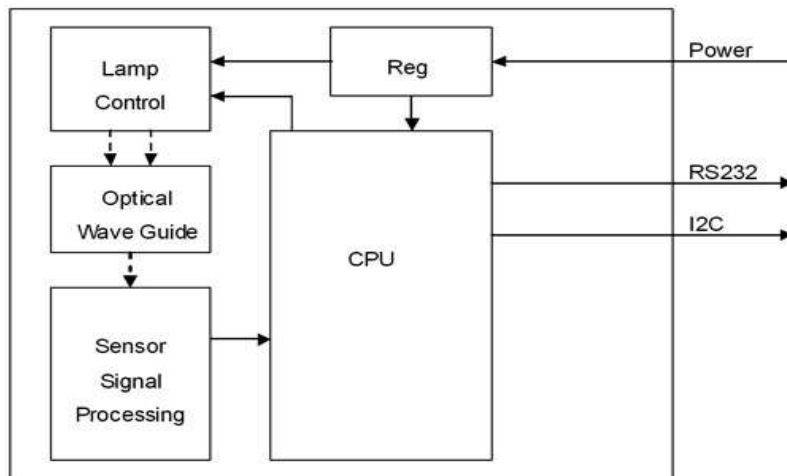 Lamp
Control
Reg
Power
Optical
Wave Guide
CPU
RS232
I2C
Sensor
Signal
Processing